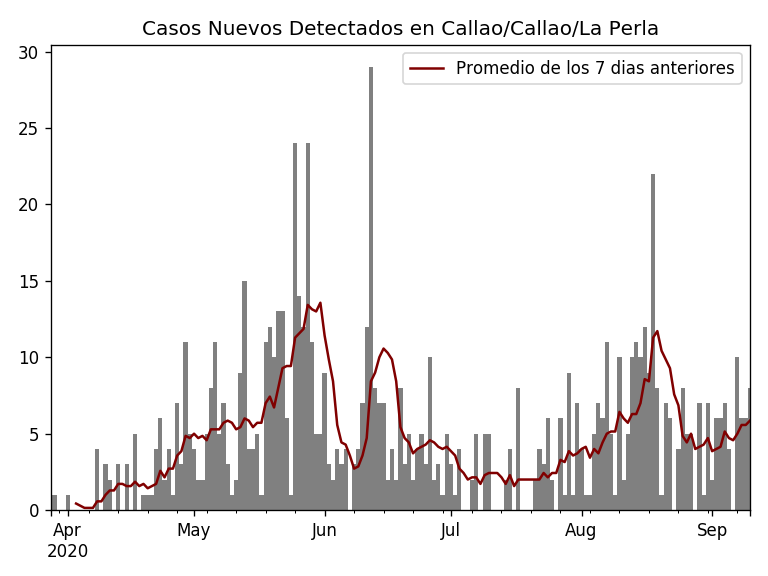 Casos Nuevos Detectados en Callao/Callao/La Perla
Promedio de los 7 dias anteriores
30
25
20
15
10
5
0
Apr May Jun Jul Aug Sep
2020